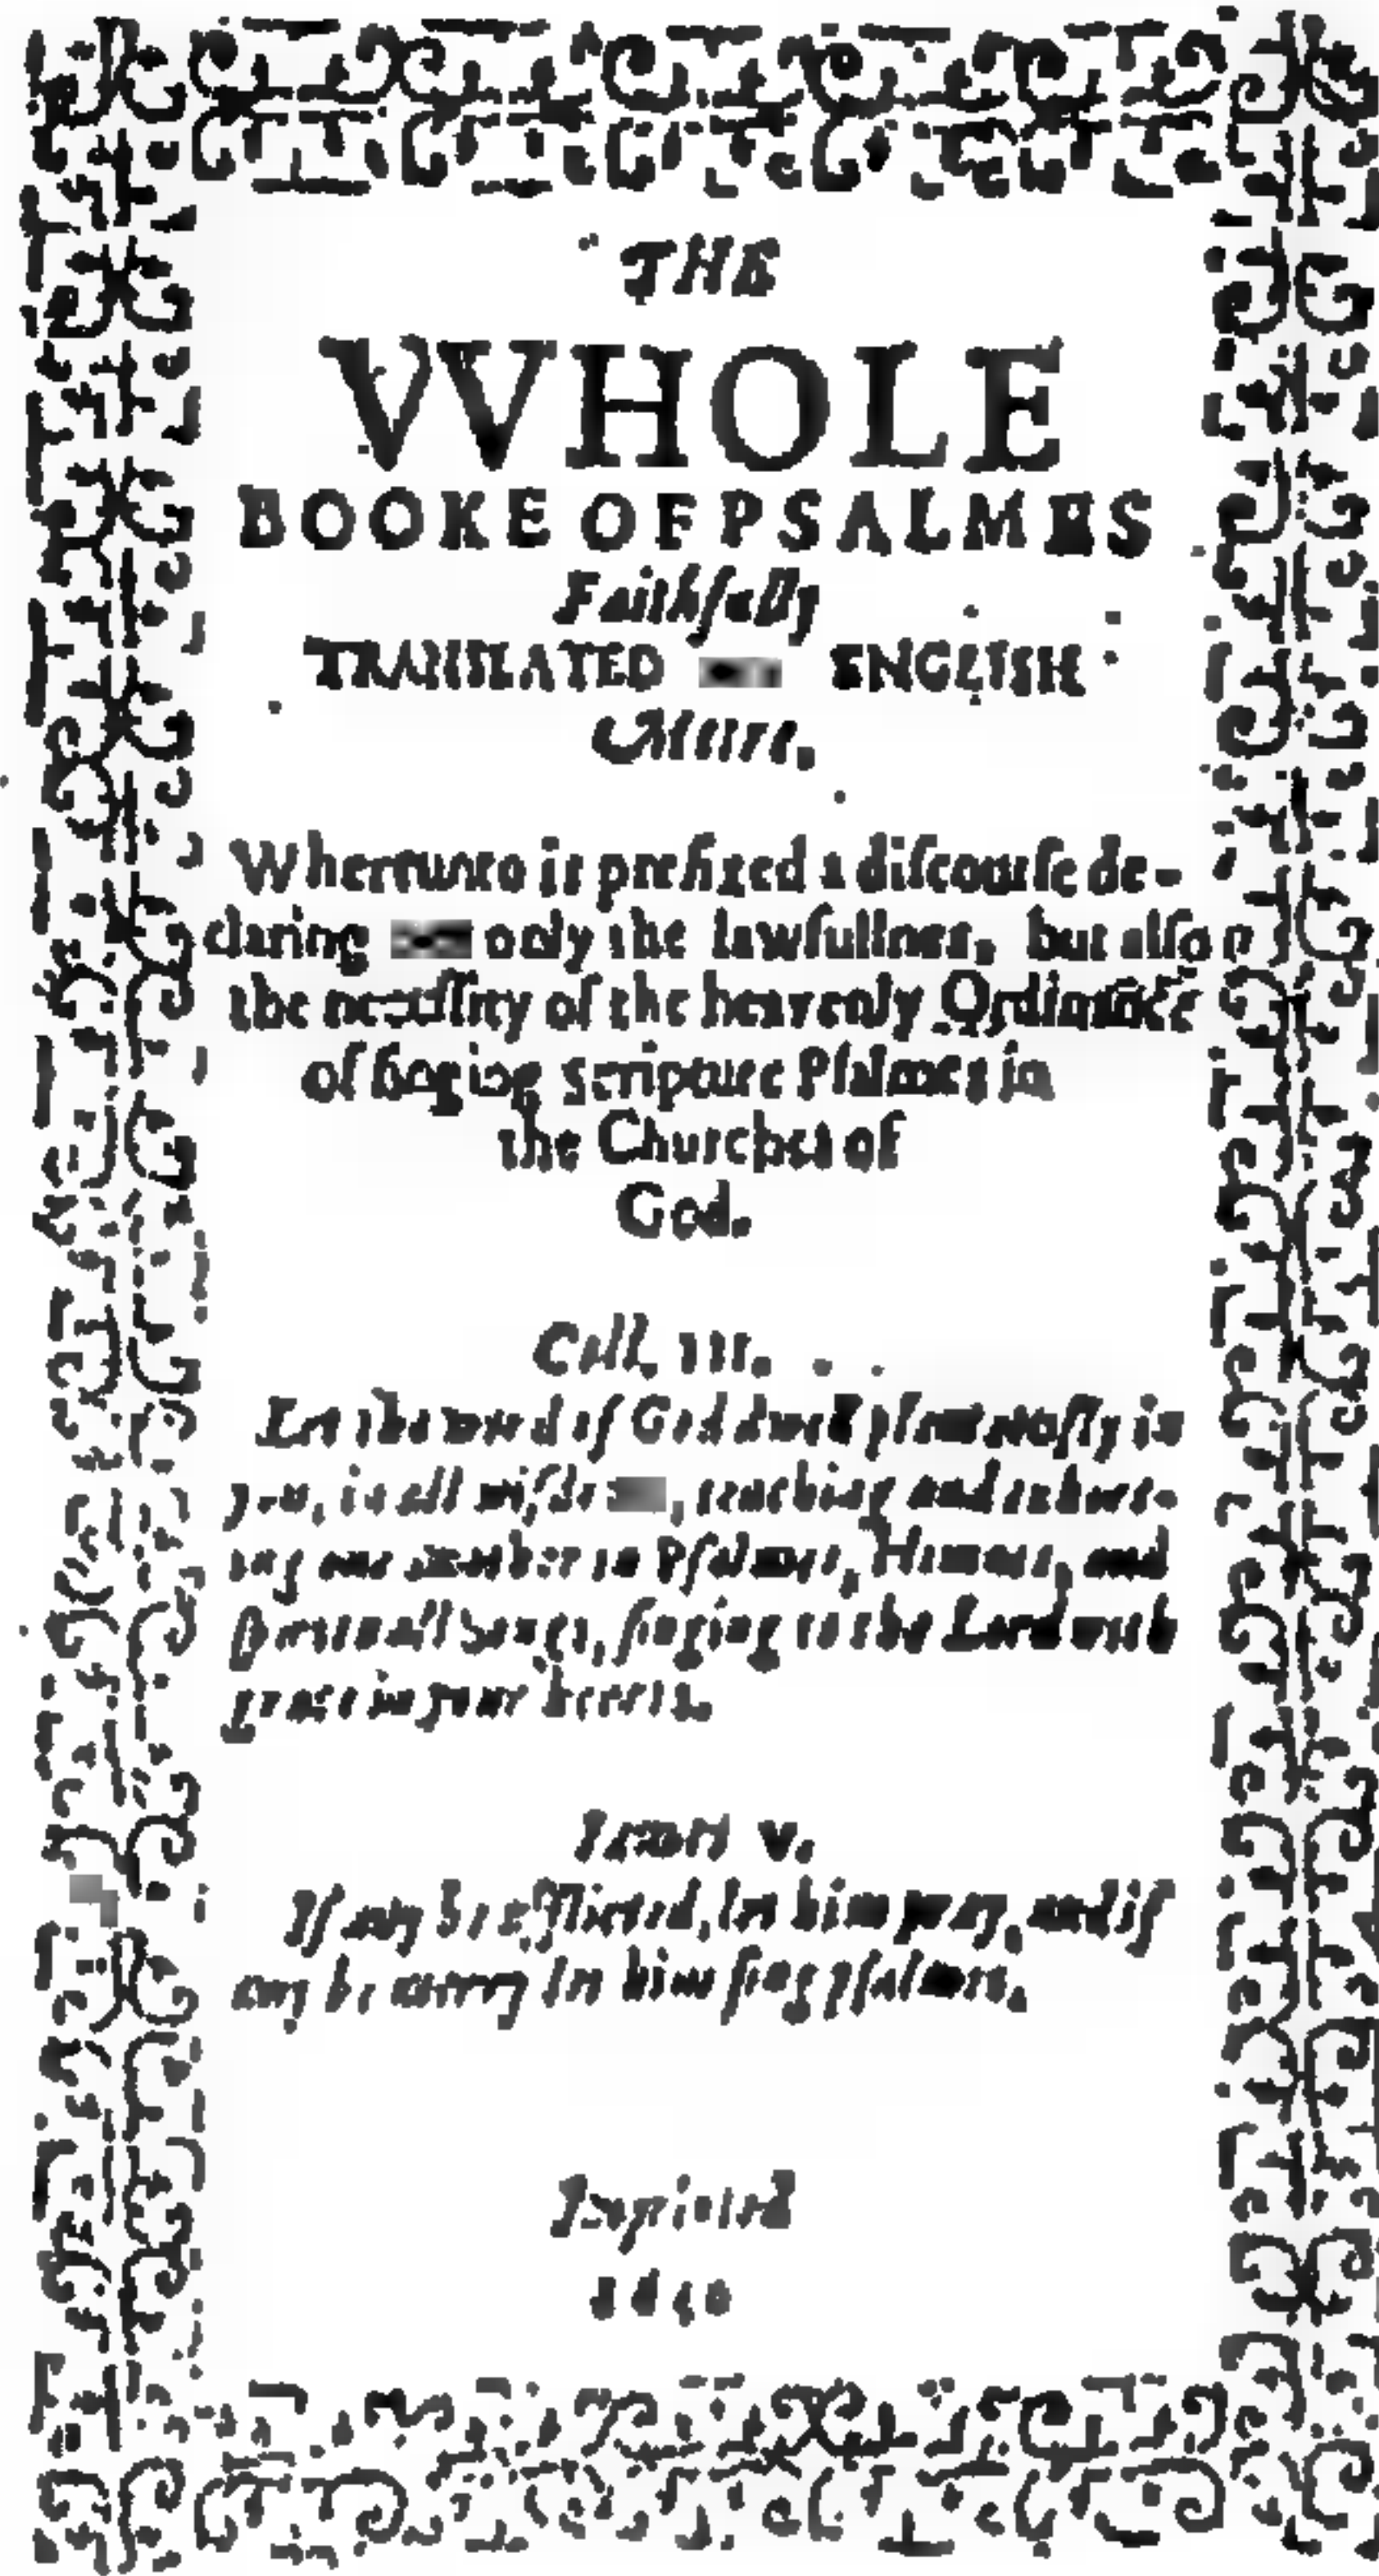 THE
VVHOLE
BOOKE OF PSALMES
Faithfully
TRANSLATED ENGLISH
Metre.
Whereunto is prefixed a discourse de-
claring only the lawfullnes, but also
the necessity of the heavenly Ordinance
of singing Scripture Psalmes in
the Churches of
God.
Coll. III.
Let the word of God dwell plenteously in
you, in all teaching and exhort-
ing one another in Psalmes, Himnes, and
spirituall Songs, singing to the Lord with
grace in your hearts.
Iames V.
If any be afflicted, let him pray, and if
any be merry let him sing psalmes.
Imprinted
1640